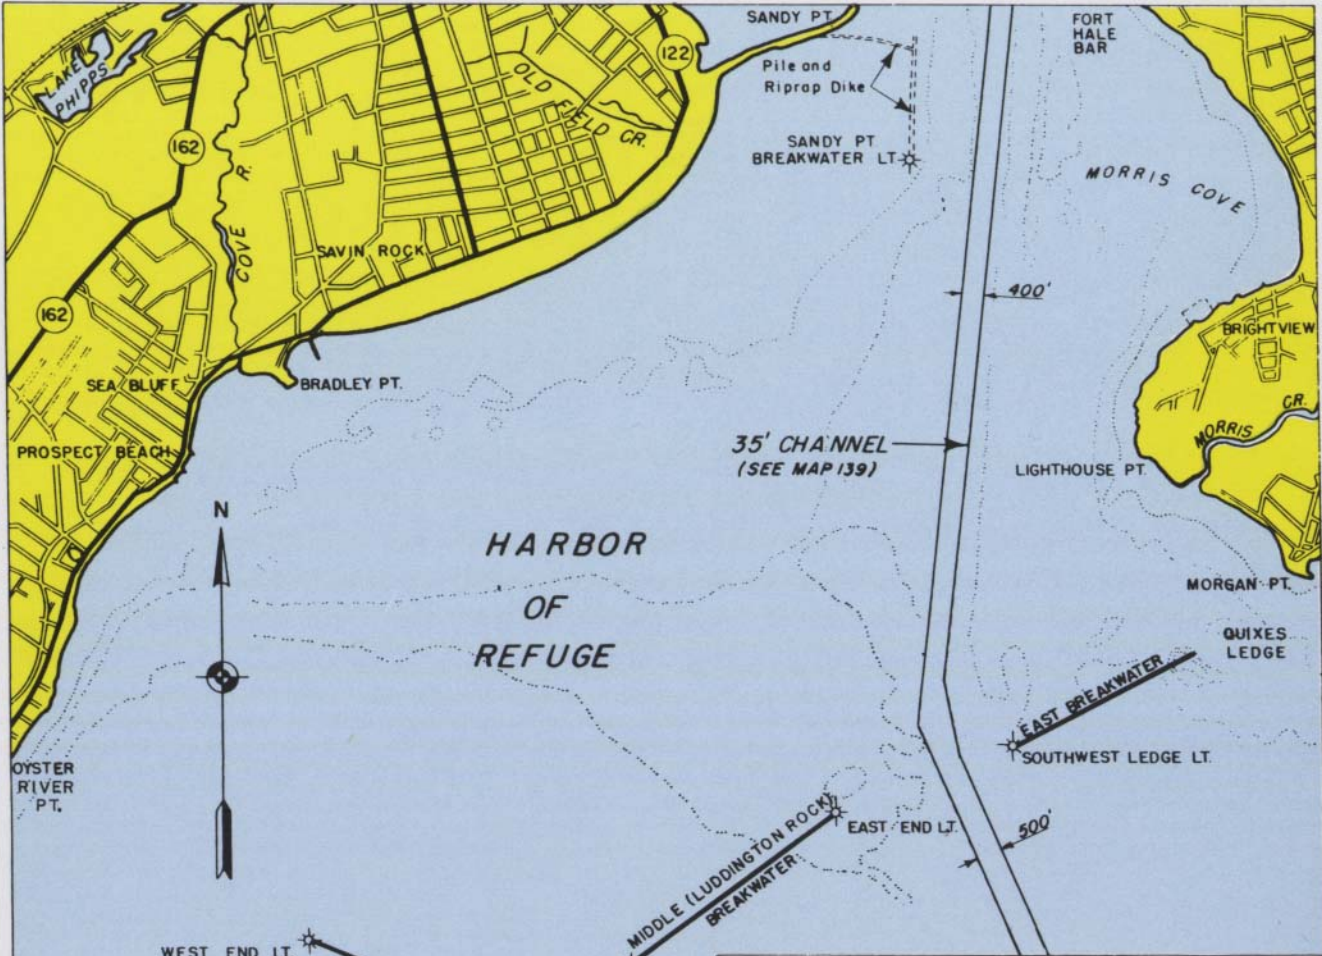 SANDY PT.
FORT
HALE
BAR
LAKE
PHIPPS
122
OLD FIELD CR.
Pile and
Riprap Dike
162
SANDY PT.
BREAKWATER LT.
MORRIS COVE
COVE R.
SAVIN ROCK
400'
162
BRIGHTVIEW
SEA BLUFF
BRADLEY PT.
MORRIS CR.
PROSPECT BEACH
35' CHANNEL
(SEE MAP 139)
LIGHTHOUSE PT.
N
HARBOR
OF
REFUGE
MORGAN PT.
QUIXES
LEDGE
EAST BREAKWATER
SOUTHWEST LEDGE LT.
OYSTER
RIVER
PT.
EAST END LT.
500'
MIDDLE (LUDDINGTON ROCK)
BREAKWATER
WEST END LT.